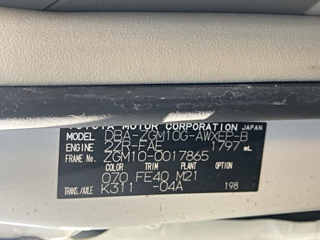 TOYOTA MOTOR CORPORATION JAPAN
MODEL DBA-ZGM10G-AWXEP-B
ENGINE 2ZR-FAE 1797 mL
FRAME No. ZGM10-0017865
COLOR TRIM PLANT OPTION
070 FE40 M21
TRANS./AXLE K311 -04A 198